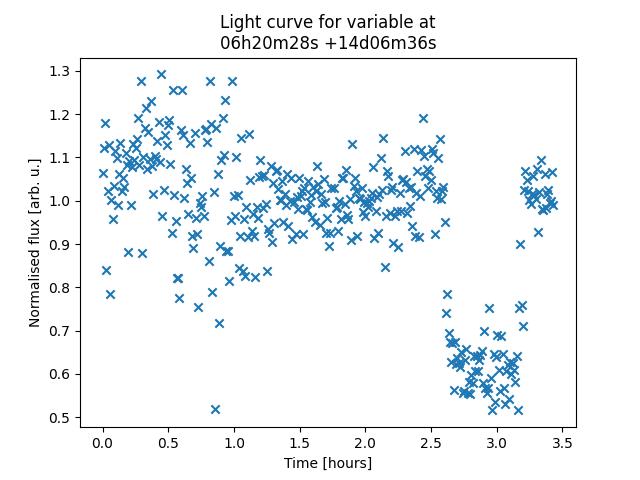 Light curve for variable at
06h20m28s +14d06m36s
1.3
1.2
1.1
1.0
0.9
0.8
0.7
0.6
0.5
Normalised flux [arb. u.]
0.0 0.5 1.0 1.5 2.0 2.5 3.0 3.5
Time [hours]